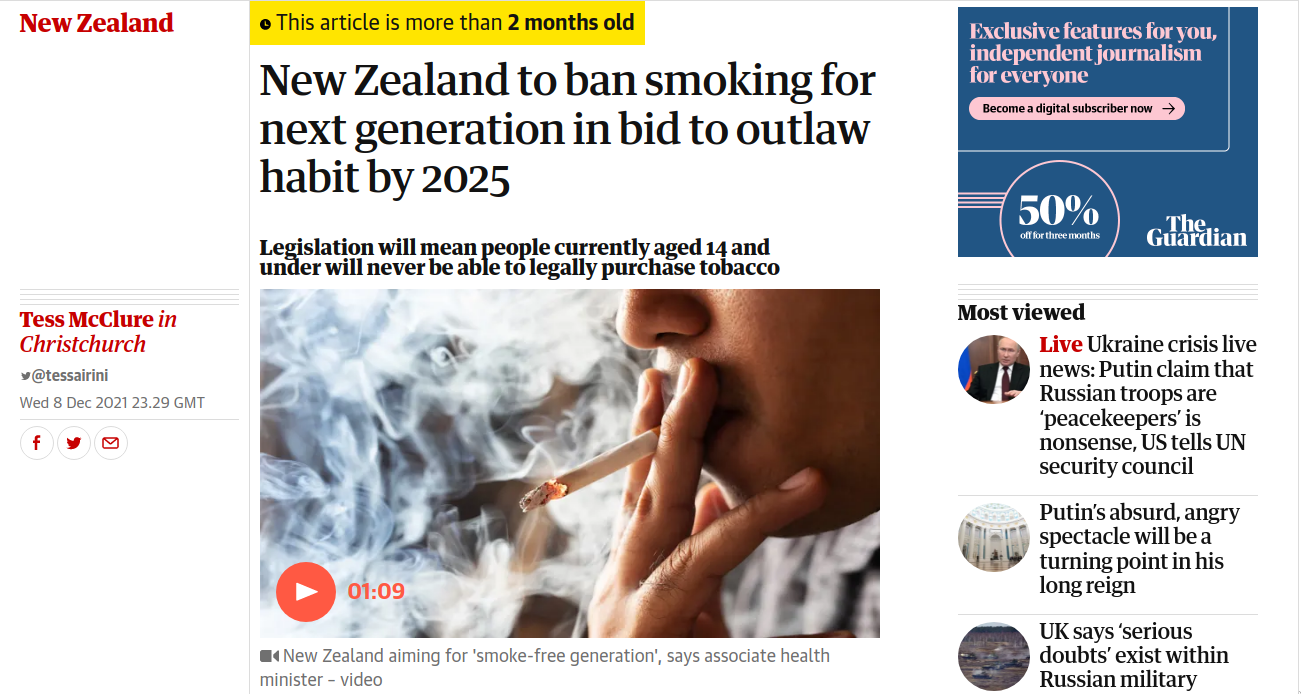 New Zealand
This article is more than 2 months old
New Zealand to ban smoking for
next generation in bid to outlaw
habit by 2025
Legislation will mean people currently aged 14 and
under will never be able to legally purchase tobacco
Tess McClure in
Christchurch
@tessairini
Wed 8 Dec 2021 23.29 GMT
01:09
New Zealand aiming for 'smoke-free generation', says associate health
minister – video
Exclusive features for you,
independent journalism
for everyone
Become a digital subscriber now
50%
off for three months
The
Guardian
Most viewed
Live Ukraine crisis live
news: Putin claim that
Russian troops are
‘peacekeepers’ is
nonsense, US tells UN
security council
Putin’s absurd, angry
spectacle will be a
turning point in his
long reign
UK says ‘serious
doubts’ exist within
Russian military